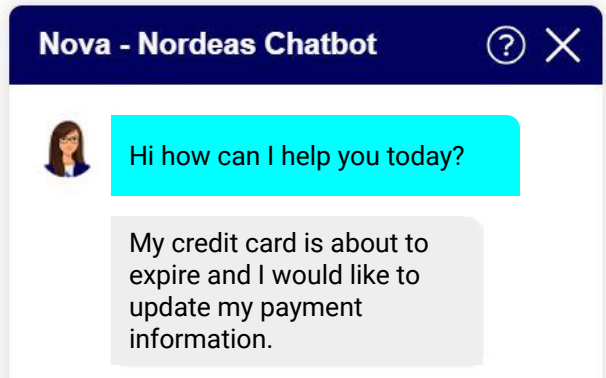 Nova - Nordeas Chatbot
Hi how can I help you today?
My credit card is about to
expire and I would like to
update my payment
information.